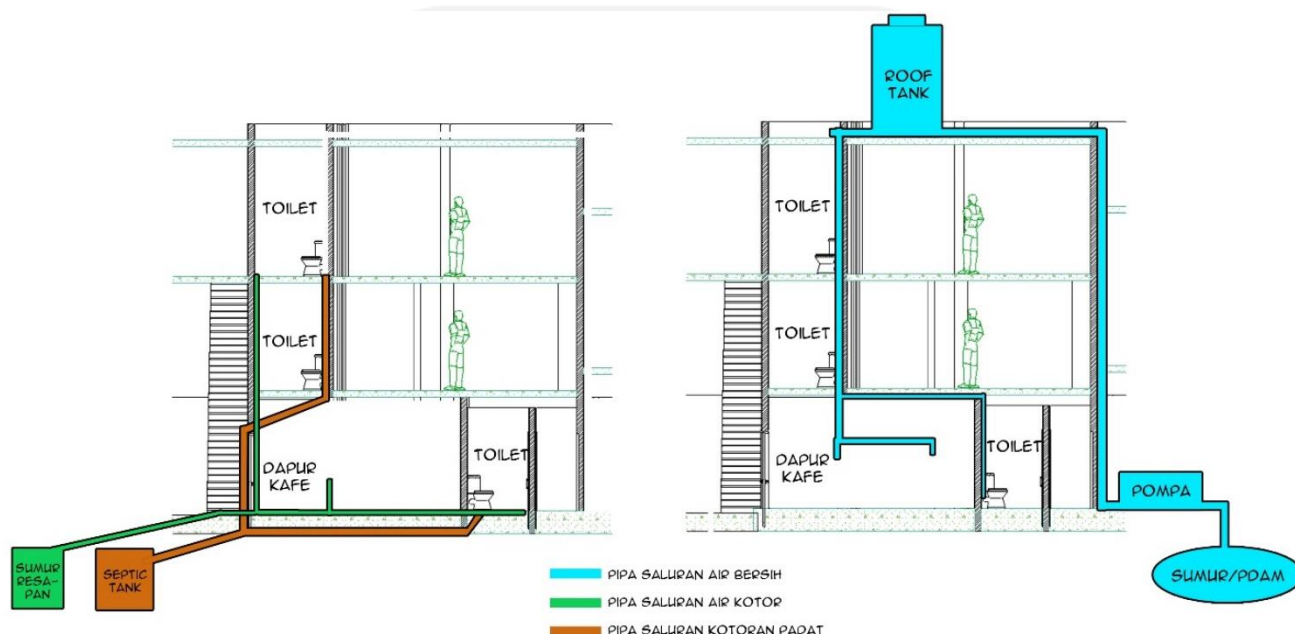 TOILET
TOILET
DAPUR
KAFE
TOILET
SUMUR
RESA-
PAN
SEPTIC
TANK
ROOF
TANK
TOILET
TOILET
DAPUR
KAFE
TOILET
POMPA
SUMUR/PDAM
PIPA SALURAN AIR BERSIH
PIPA SALURAN AIR KOTOR
PIPA SALURAN KOTORAN PADAT